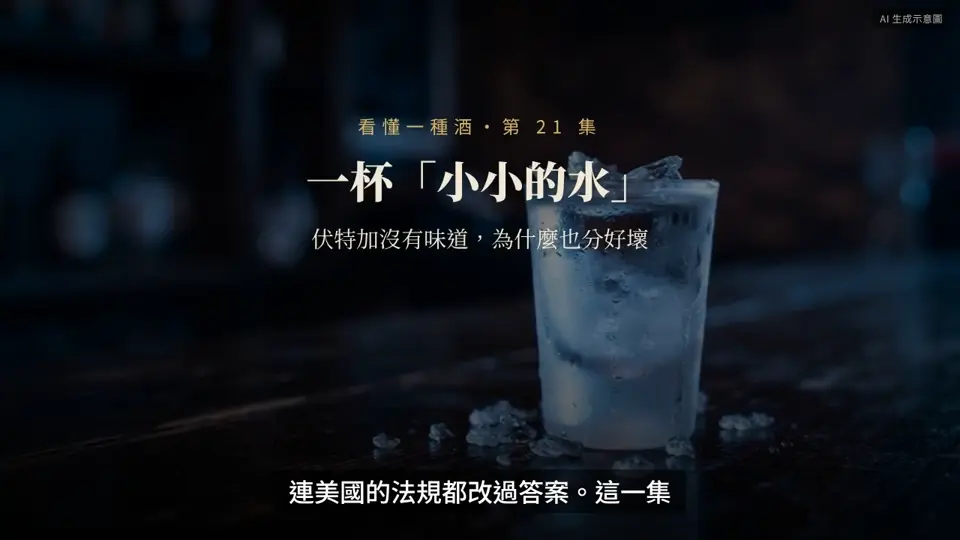 AI 生成示意圖
看懂一種酒·第 21 集
一杯「小小的水」
伏特加沒有味道，為什麼也分好壞
連美國的法規都改過答案。這一集